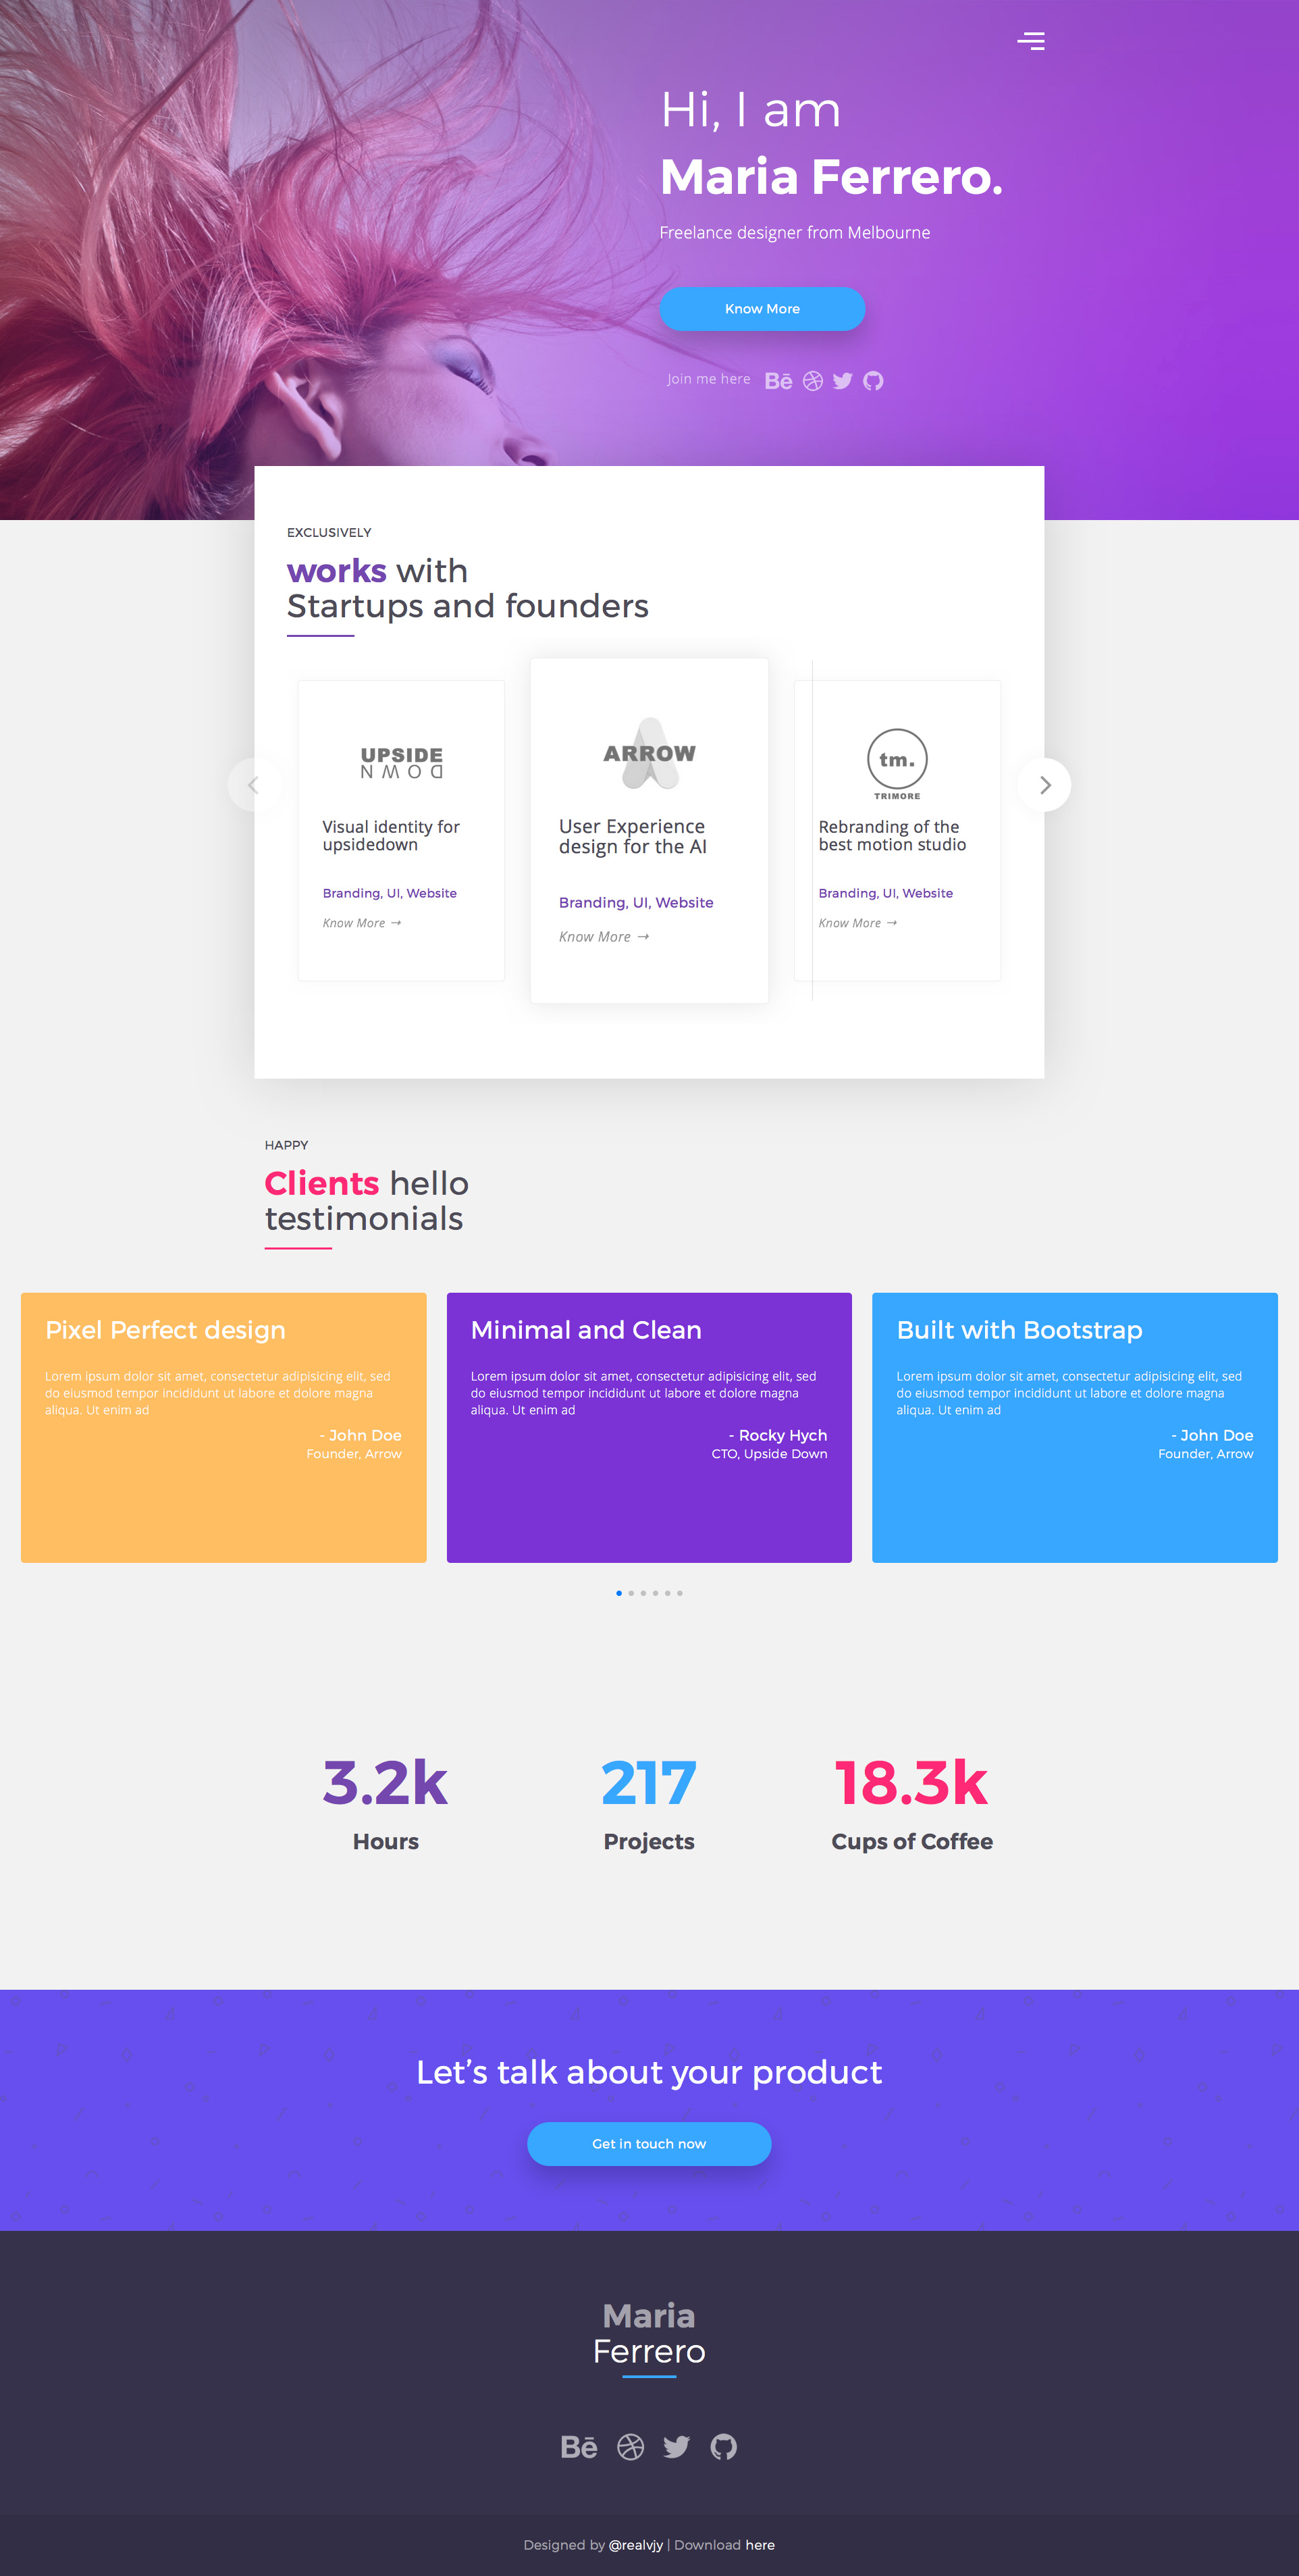 Hi, I am
Maria Ferrero.
Freelance designer from Melbourne
Know More
Join me here
EXCLUSIVELY
works with
Startups and founders
UPSIDE
DOWN
Visual identity for
upsidedown
Branding, UI, Website
Know More →
ARROW
User Experience
design for the AI
Branding, UI, Website
Know More →
tm.
TRIMORE
Rebranding of the
best motion studio
Branding, UI, Website
Know More →
HAPPY
Clients hello
testimonials
Pixel Perfect design
Lorem ipsum dolor sit amet, consectetur adipisicing elit, sed
do eiusmod tempor incididunt ut labore et dolore magna
aliqua. Ut enim ad
- John Doe
Founder, Arrow
Minimal and Clean
Lorem ipsum dolor sit amet, consectetur adipisicing elit, sed
do eiusmod tempor incididunt ut labore et dolore magna
aliqua. Ut enim ad
- Rocky Hych
CTO, Upside Down
Built with Bootstrap
Lorem ipsum dolor sit amet, consectetur adipisicing elit, sed
do eiusmod tempor incididunt ut labore et dolore magna
aliqua. Ut enim ad
- John Doe
Founder, Arrow
3.2k
Hours
217
Projects
18.3k
Cups of Coffee
Let's talk about your product
Get in touch now
Maria
Ferrero
Bē
Designed by @realvjy | Download here